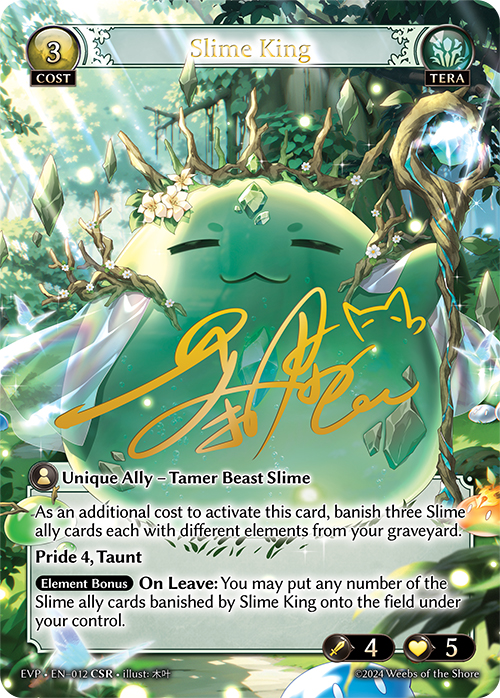 Slime King
3
COST
TERA
Unique Ally – Tamer Beast Slime
As an additional cost to activate this card, banish three Slime
ally cards each with different elements from your graveyard.
Pride 4, Taunt
Element Bonus On Leave: You may put any number of the
Slime ally cards banished by Slime King onto the field under
your control.
4
5
EVP • EN-012 CSR • illust: 木叶
©2024 Weebs of the Shore